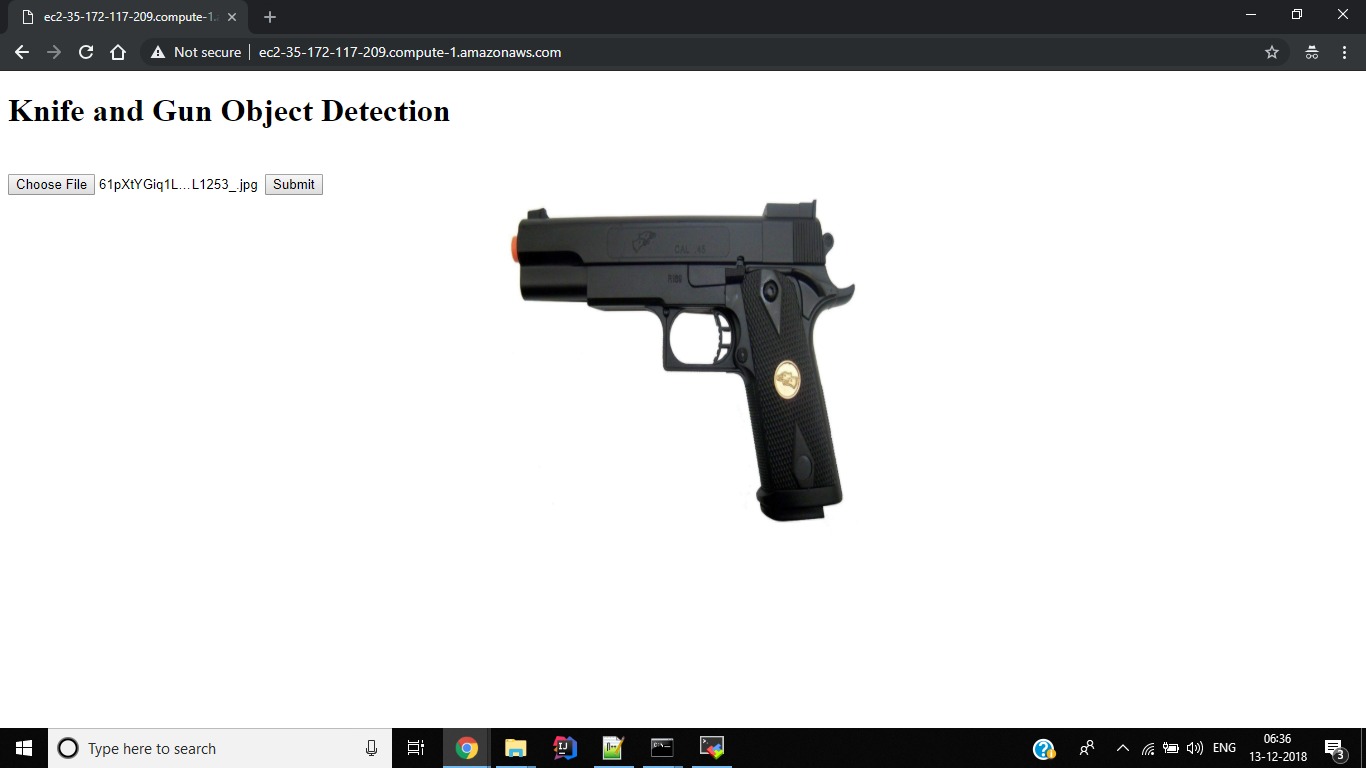 ec2-35-172-117-209.compute-1.a
Not secure
ec2-35-172-117-209.compute-1.amazonaws.com
Knife and Gun Object Detection
Choose File 61pXtYGiq1L...L1253_.jpg Submit
CAL .45
Type here to search
ENG
06:36
13-12-2018
3